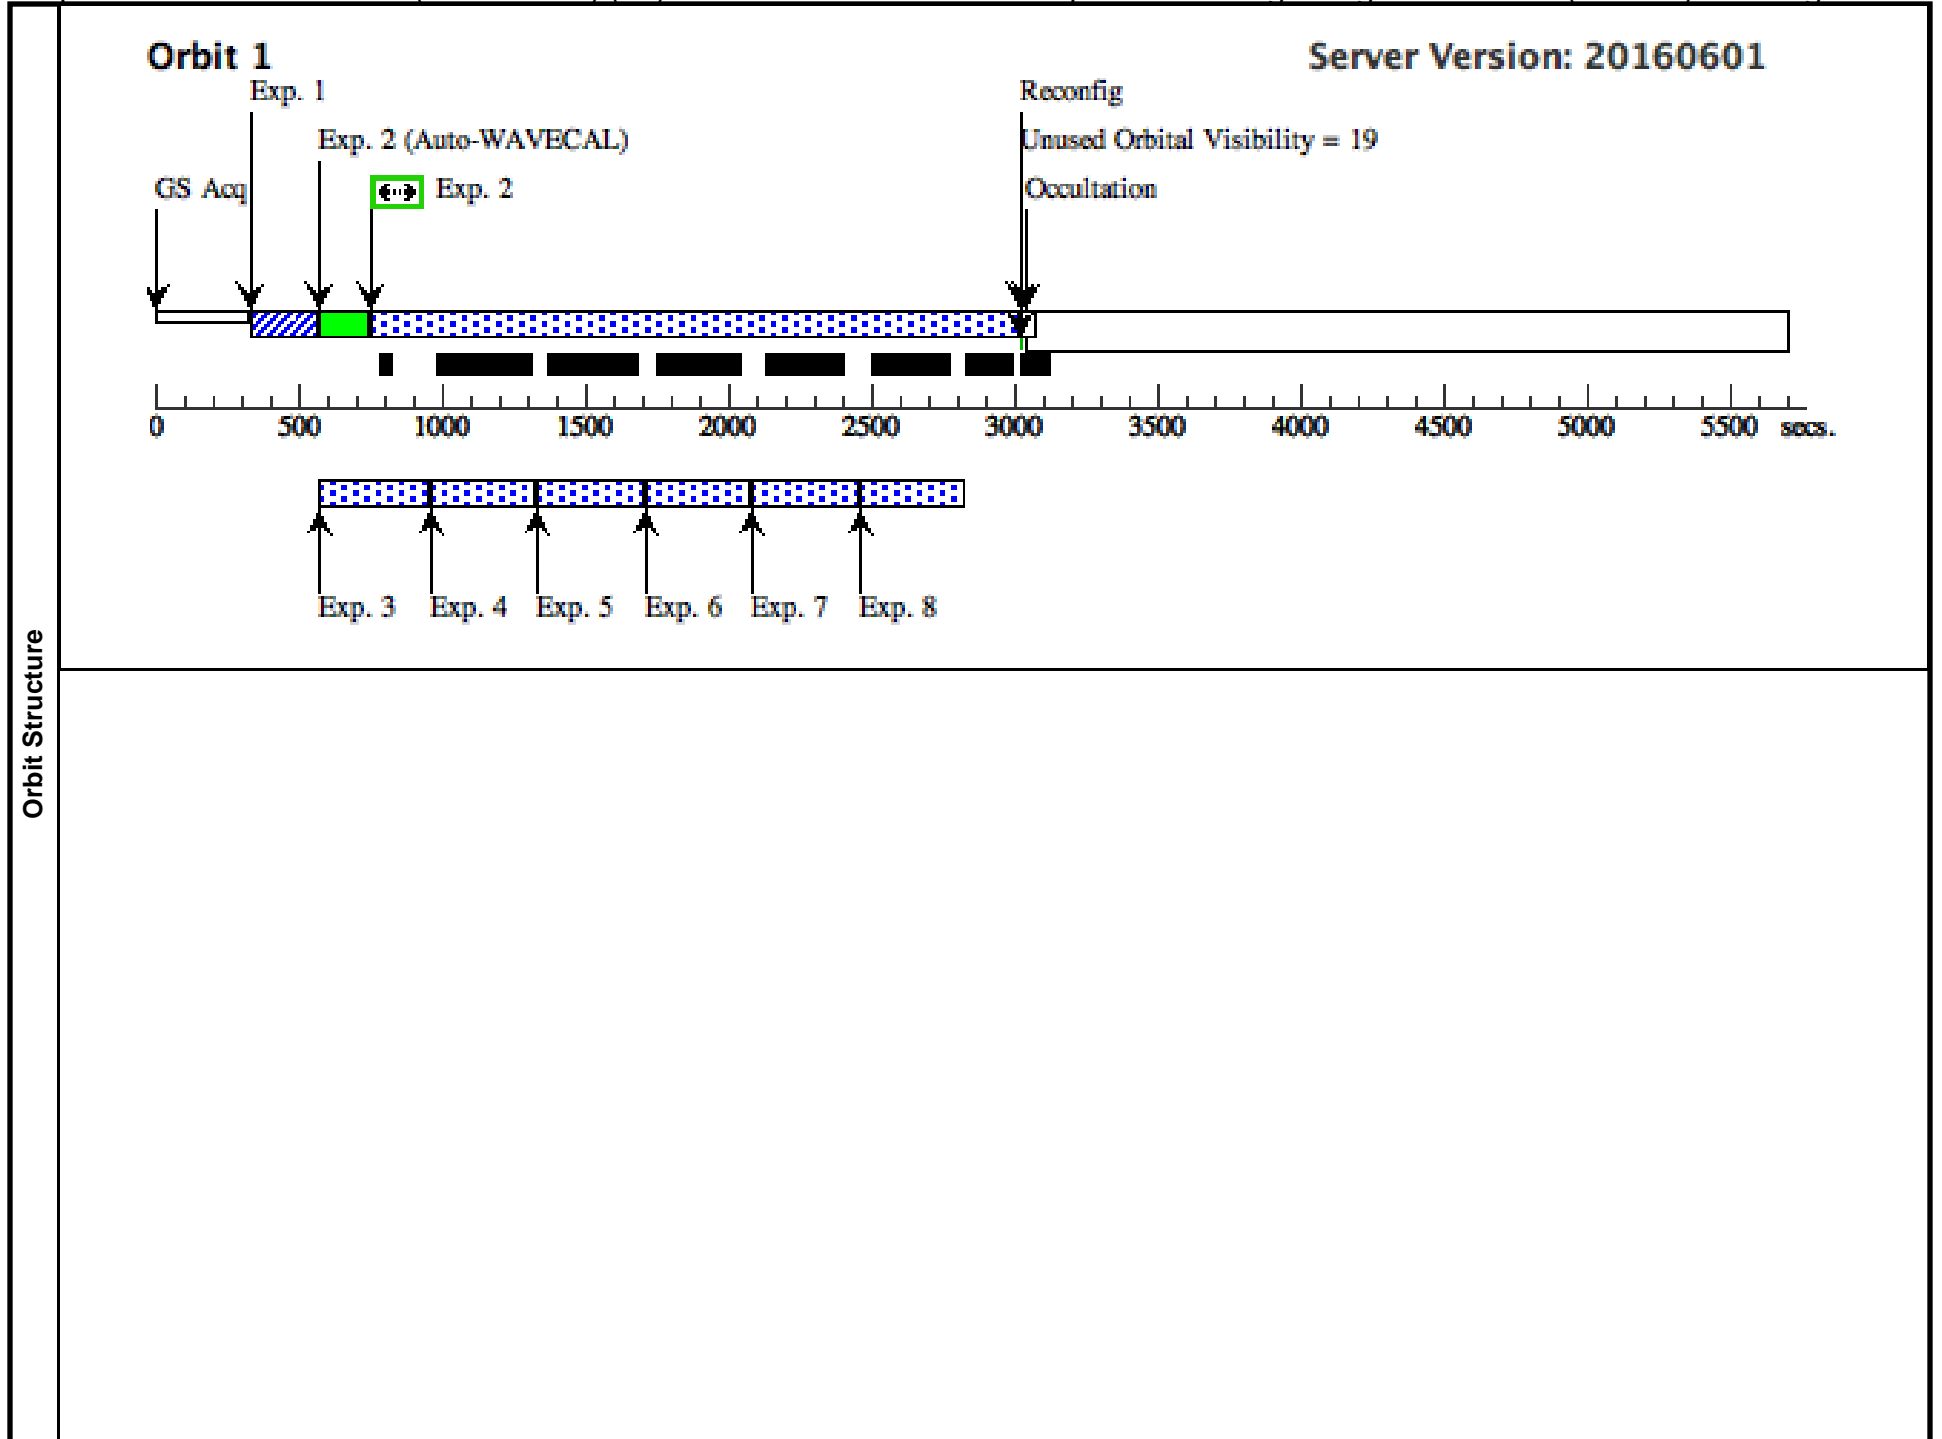 Orbit 1
Server Version: 20160601
Exp. 1
Reconfig
Exp. 2 (Auto-WAVECAL)
Unused Orbital Visibility = 19
GS Acq
Exp. 2
Occultation
0 500 1000 1500 2000 2500 3000 3500 4000 4500 5000 5500 secs.
Exp. 3 Exp. 4 Exp. 5 Exp. 6 Exp. 7 Exp. 8
Orbit Structure